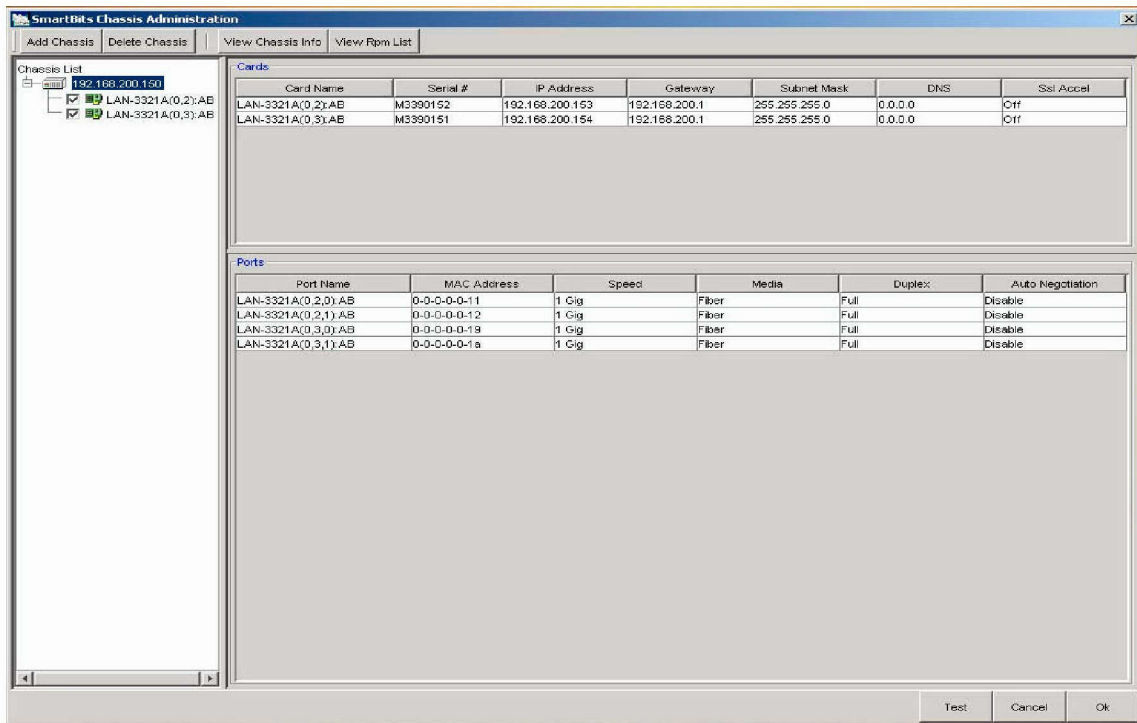 SmartBits Chassis Administration
Add Chassis Delete Chassis View Chassis Info View Rpm List
Chassis List
192.168.200.150
LAN-3321A(0,2):AB
LAN-3321A(0,3):AB
Cards
Card Name Serial # IP Address Gateway Subnet Mask DNS Ssl Accel
LAN-3321A(0,2):AB M3390152 192.168.200.153 192.168.200.1 255.255.255.0 0.0.0.0 Off
LAN-3321A(0,3):AB M3390151 192.168.200.154 192.168.200.1 255.255.255.0 0.0.0.0 Off
Ports
Port Name MAC Address Speed Media Duplex Auto Negotiation
LAN-3321A(0,2,0):AB 0-0-0-0-0-11 1 Gig Fiber Full Disable
LAN-3321A(0,2,1):AB 0-0-0-0-0-12 1 Gig Fiber Full Disable
LAN-3321A(0,3,0):AB 0-0-0-0-0-19 1 Gig Fiber Full Disable
LAN-3321A(0,3,1):AB 0-0-0-0-0-1a 1 Gig Fiber Full Disable
Test Cancel Ok